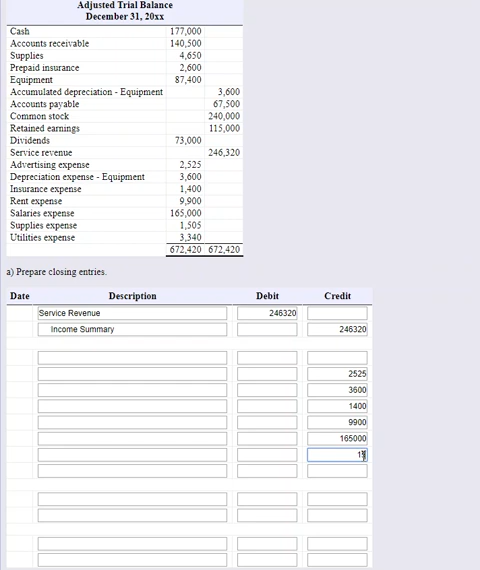 Adjusted Trial Balance
December 31, 20xx
Cash 177,000
Accounts receivable 140,500
Supplies 4,650
Prepaid insurance 2,600
Equipment 87,400
Accumulated depreciation - Equipment 3,600
Accounts payable 67,500
Common stock 240,000
Retained earnings 115,000
Dividends 73,000
Service revenue 246,320
Advertising expense 2,525
Depreciation expense - Equipment 3,600
Insurance expense 1,400
Rent expense 9,900
Salaries expense 165,000
Supplies expense 1,505
Utilities expense 3,340
672,420 672,420
a) Prepare closing entries.
Date Description Debit Credit
Service Revenue 246320
Income Summary 246320
2525
3600
1400
9900
165000